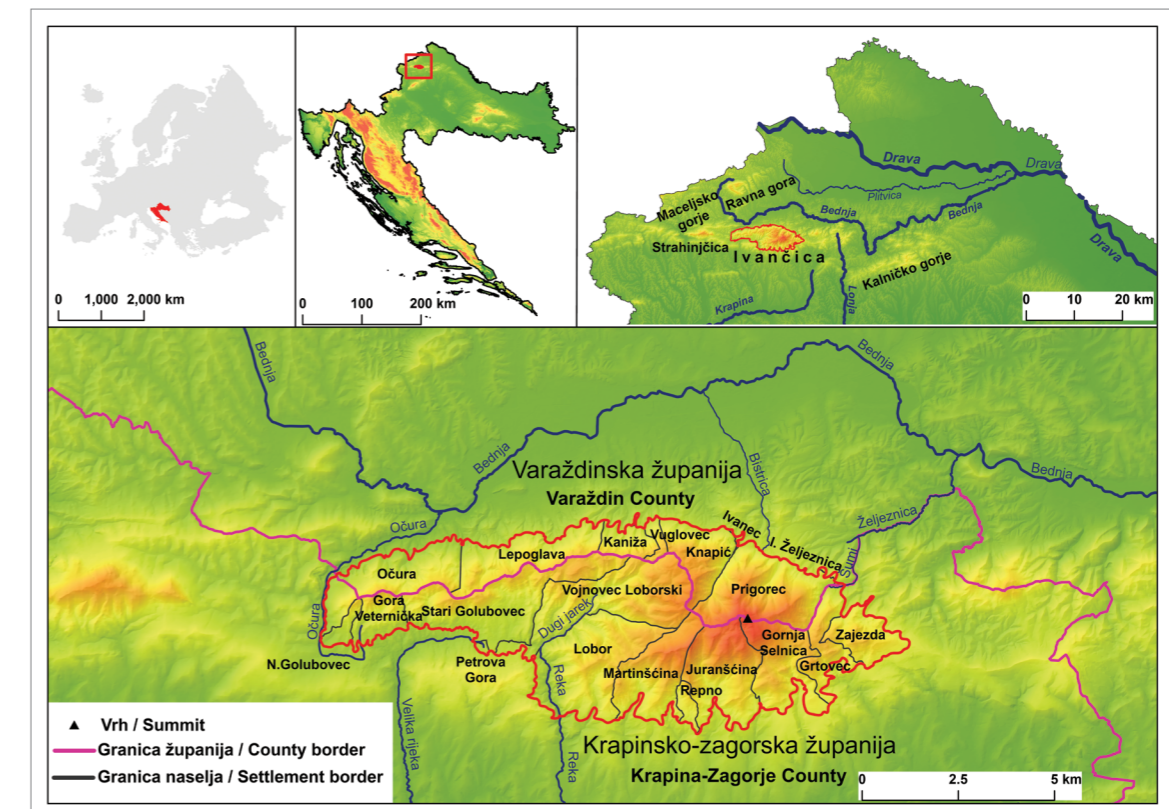 0 1,000 2,000 km
0 100 200 km
Drava
Drava
Drava
Plitvica
Ravna gora
Maceljsko
gorje
Bednja
Bednja
Strahinjčica
Ivančica
Kalničko gorje
Krapina
Lonja
0 10 20 km
Bednja
Bednja
Bednja
Bednja
Varaždinska županija
Varaždin County
Bistrica
Očura
Željeznica
Ivanec
I. Željeznica
Sumi
Kaniža
Vuglovec
Lepoglava
Knapić
Očura
Prigorec
Vojnovec Loborski
Gora
Veternička
Stari Golubovec
Očura
Dugi jarek
Gornja
Selnica
Zajezda
Lobor
N.Golubovec
Petrova
Gora
Martinšćina
Juranšćina
Grtovec
Repno
Reka
Velika rijeka
Reka
Krapinsko-zagorska županija
Krapina-Zagorje County
Vrh / Summit
Granica županija / County border
Granica naselja / Settlement border
0 2.5 5 km